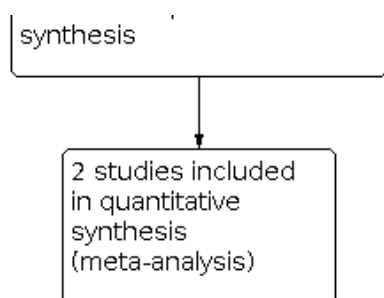 synthesis
2 studies included
in quantitative
synthesis
(meta-analysis)